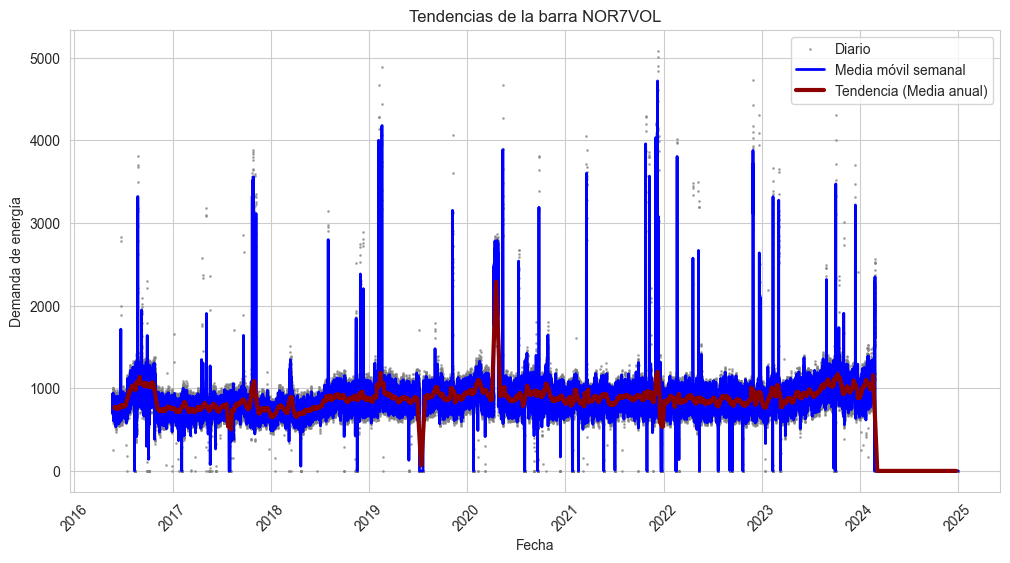 Tendencias de la barra NOR7VOL
Diario
Media móvil semanal
Tendencia (Media anual)
Demanda de energía
5000
4000
3000
2000
1000
0
2016
2017
2018
2019
2020
2021
2022
2023
2024
2025
Fecha